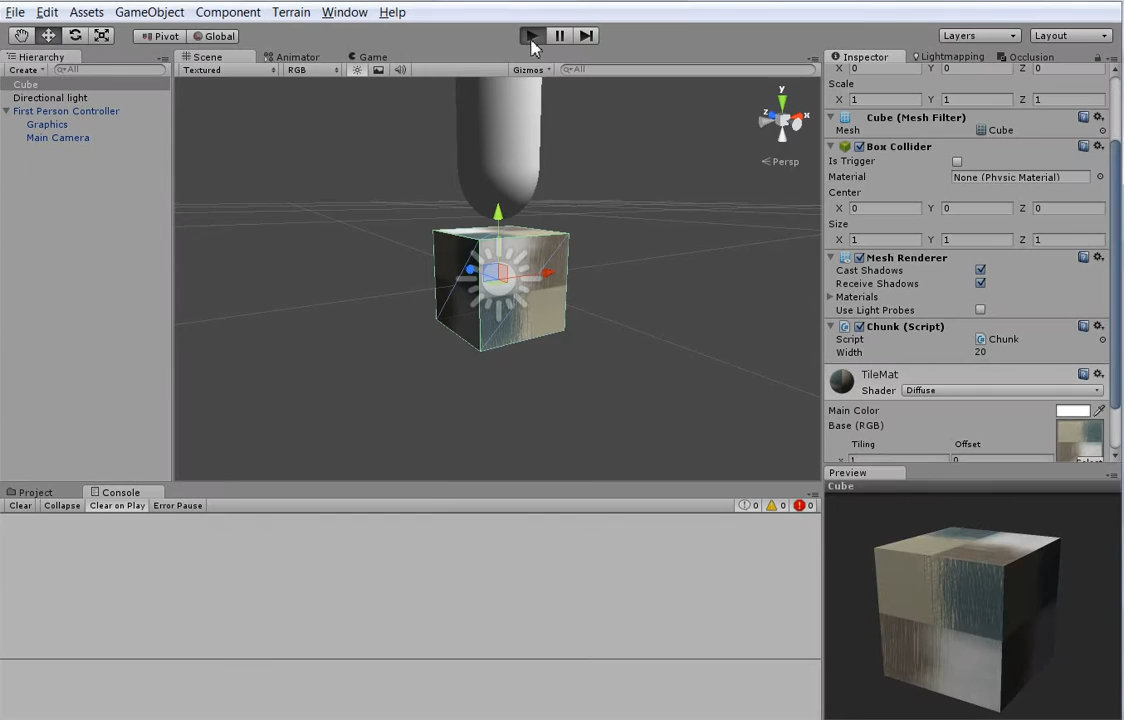 File Edit Assets GameObject Component Terrain Window Help
Pivot Global Layers Layout
Hierarchy Scene Animator Game Inspector Lightmapping Occlusion
Create All Textured RGB Gizmos All
X 0 Y 0 Z 0
Cube
Scale
Directional light
X 1 Y 1 Z 1
First Person Controller
Cube (Mesh Filter)
Graphics
Mesh Cube
Main Camera
Box Collider
Is Trigger
Material None (Physic Material)
Center
X 0 Y 0 Z 0
Size
X 1 Y 1 Z 1
Mesh Renderer
Cast Shadows
Receive Shadows
Materials
Use Light Probes
Chunk (Script)
Script Chunk
Width 20
TileMat
Shader Diffuse
Main Color
Base (RGB)
Tiling Offset
x 1 0 Select
y
x
z
Persp
Preview
Cube
Project Console
Clear Collapse Clear on Play Error Pause 0 0 0